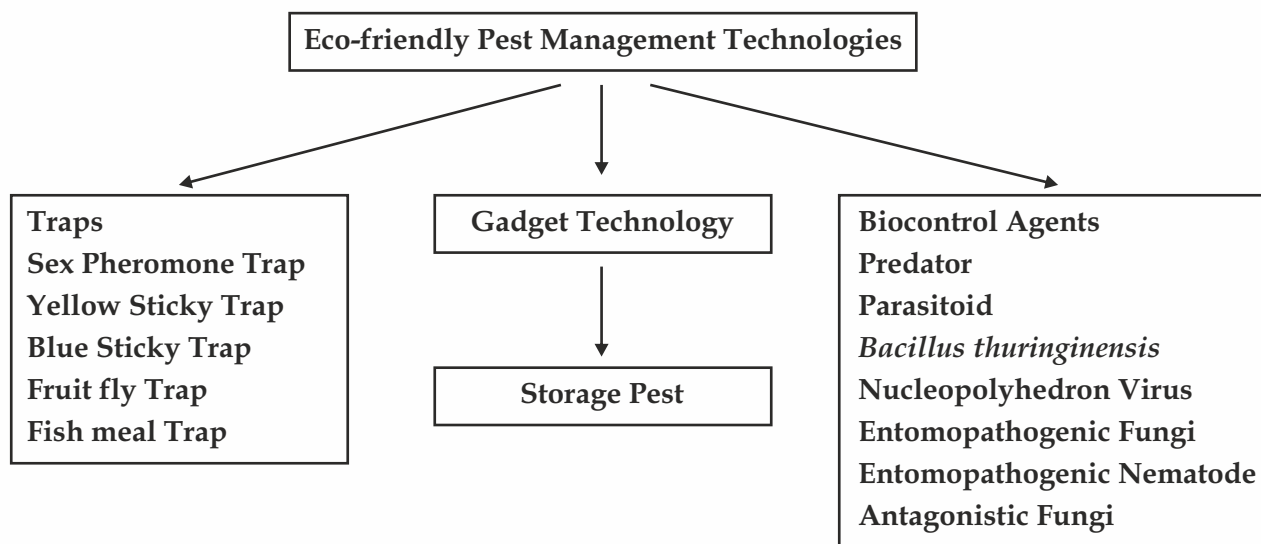 Eco-friendly Pest Management Technologies
Traps
Sex Pheromone Trap
Yellow Sticky Trap
Blue Sticky Trap
Fruit fly Trap
Fish meal Trap
Gadget Technology
Storage Pest
Biocontrol Agents
Predator
Parasitoid
Bacillus thuringinensis
Nucleopolyhedron Virus
Entomopathogenic Fungi
Entomopathogenic Nematode
Antagonistic Fungi